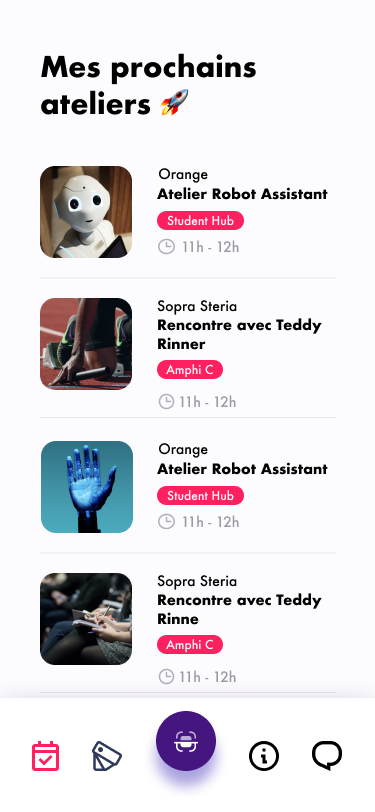 Mes prochains
ateliers 🚀
Orange
Atelier Robot Assistant
Student Hub
11h - 12h
Sopra Steria
Rencontre avec Teddy
Rinner
Amphi C
11h - 12h
Orange
Atelier Robot Assistant
Student Hub
11h - 12h
Sopra Steria
Rencontre avec Teddy
Rinne
Amphi C
11h - 12h